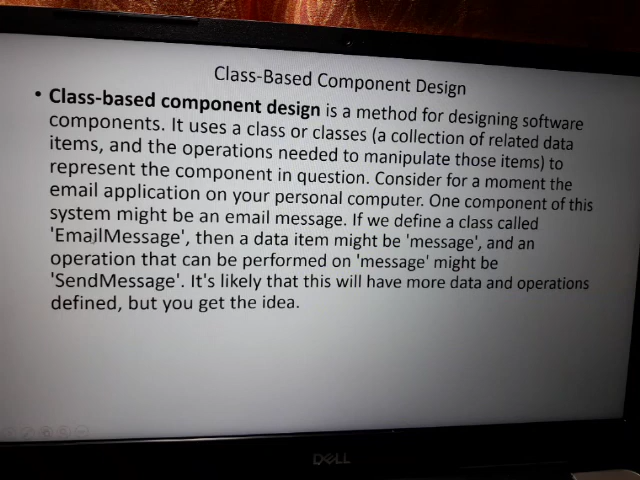 Class-Based Component Design
• Class-based component design is a method for designing software
components. It uses a class or classes (a collection of related data
items, and the operations needed to manipulate those items) to
represent the component in question. Consider for a moment the
email application on your personal computer. One component of this
system might be an email message. If we define a class called
'EmailMessage', then a data item might be 'message', and an
operation that can be performed on 'message' might be
'SendMessage'. It's likely that this will have more data and operations
defined, but you get the idea.
DELL